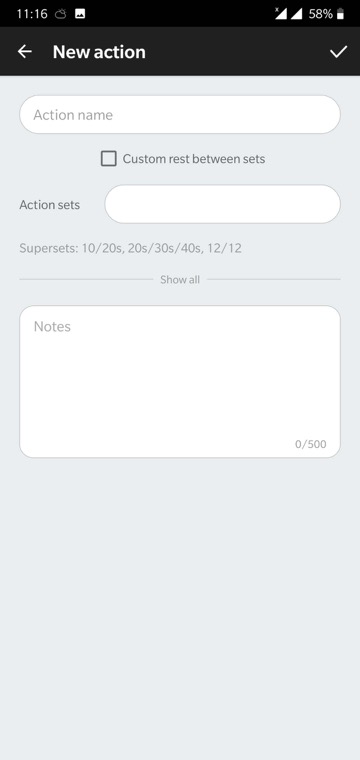 11:16
58%
New action
Action name
Custom rest between sets
Action sets
Supersets: 10/20s, 20s/30s/40s, 12/12
Show all
Notes
0/500